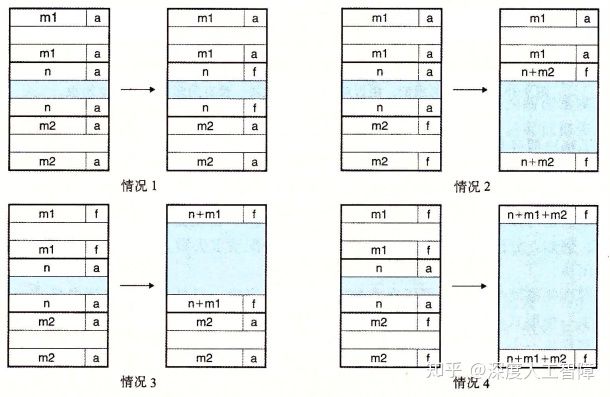 m1 a
m1 a
n a
n a
m2 a
m2 a
m1 a
m1 a
n f
n f
m2 a
m2 a
情况 1
m1 a
m1 a
n a
n a
m2 f
m2 f
m1 a
m1 a
n+m2 f
n+m2 f
情况 2
m1 f
m1 f
n a
n a
m2 a
m2 a
n+m1 f
n+m1 f
m2 a
m2 a
情况 3
m1 f
m1 f
n a
n a
m2 f
m2 f
n+m1+m2 f
n+m1+m2 f
情况 4
知乎 @深度人工智障